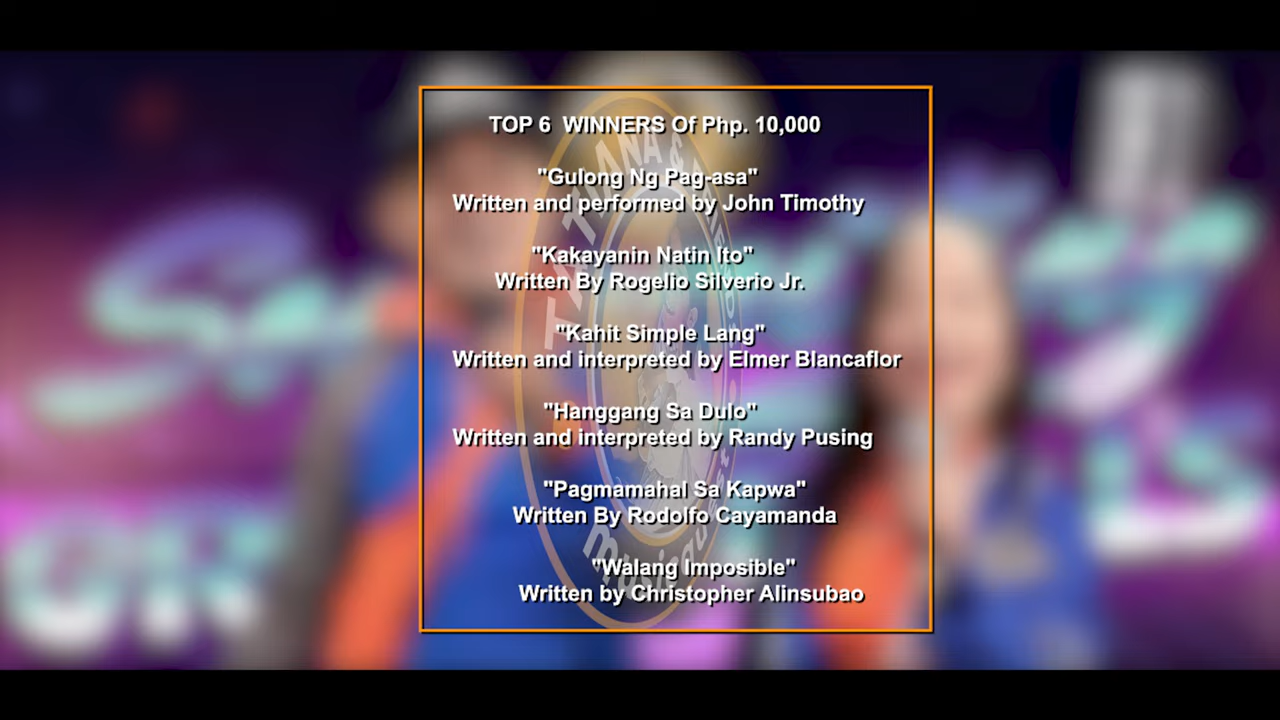 TOP 6 WINNERS Of Php. 10,000
"Gulong Ng Pag-asa"
Written and performed by John Timothy
"Kakayanin Natin Ito"
Written By Rogelio Silverio Jr.
"Kahit Simple Lang"
Written and interpreted by Elmer Blancaflor
"Hanggang Sa Dulo"
Written and interpreted by Randy Pusing
"Pagmamahal Sa Kapwa"
Written By Rodolfo Cayamanda
"Walang Imposible"
Written by Christopher Alinsubao